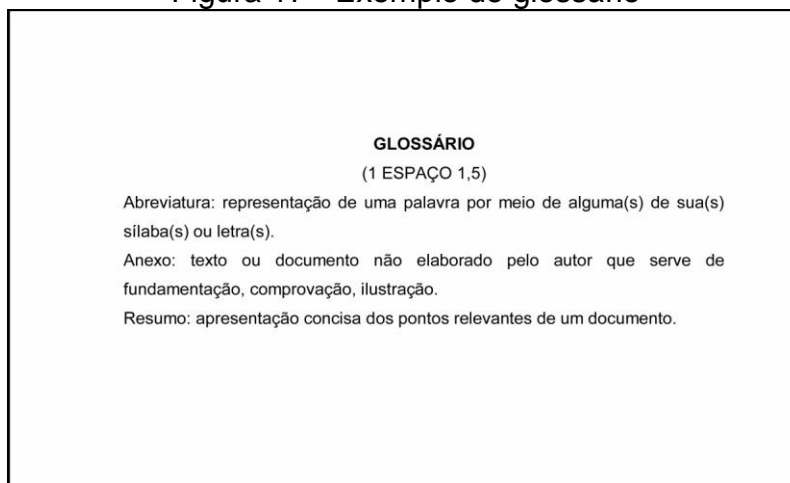 Exemplo de glossário
GLOSSÁRIO
(1 ESPAÇO 1,5)
Abreviatura: representação de uma palavra por meio de alguma(s) de sua(s)
sílaba(s) ou letra(s).
Anexo: texto ou documento não elaborado pelo autor que serve de
fundamentação, comprovação, ilustração.
Resumo: apresentação concisa dos pontos relevantes de um documento.